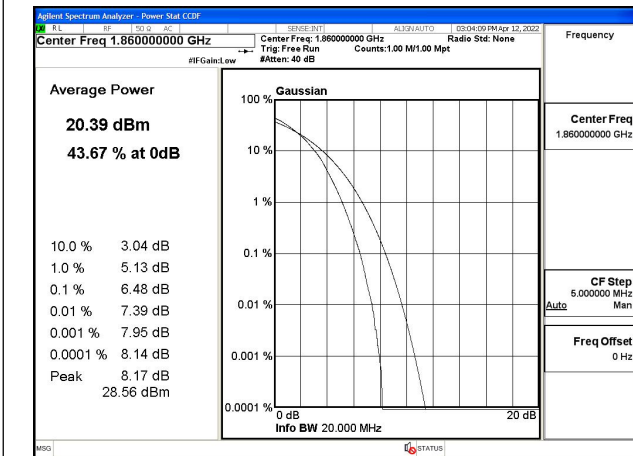 Agilent Spectrum Analyzer - Power Stat CCDF
LXI RL RF 50 Ω AC SENSE:INT ALIGNAUTO 03:04:09 PM Apr 12, 2022
Center Freq 1.860000000 GHz
Center Freq: 1.860000000 GHz Radio Std: None
Trig: Free Run Counts:1.00 M/1.00 Mpt
#IFGain:Low #Atten: 40 dB
Frequency
Average Power
20.39 dBm
43.67 % at 0dB
10.0 % 3.04 dB
1.0 % 5.13 dB
0.1 % 6.48 dB
0.01 % 7.39 dB
0.001 % 7.95 dB
0.0001 % 8.14 dB
Peak 8.17 dB
28.56 dBm
Gaussian
100 %
10 %
1 %
0.1 %
0.01 %
0.001 %
0.0001 %
0 dB 20 dB
Info BW 20.000 MHz
Center Freq
1.860000000 GHz
CF Step
5.000000 MHz
Auto Man
Freq Offset
0 Hz
MSG STATUS